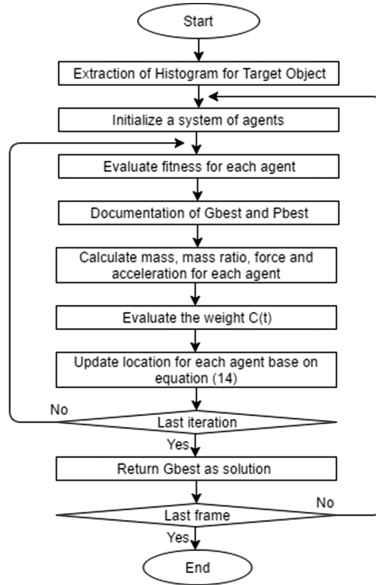 Start
Extraction of Histogram for Target Object
Initialize a system of agents
Evaluate fitness for each agent
Documentation of Gbest and Pbest
Calculate mass, mass ratio, force and
acceleration for each agent
Evaluate the weight C(t)
Update location for each agent base on
equation (14)
No
Last iteration
Yes
Return Gbest as solution
No
Last frame
Yes
End